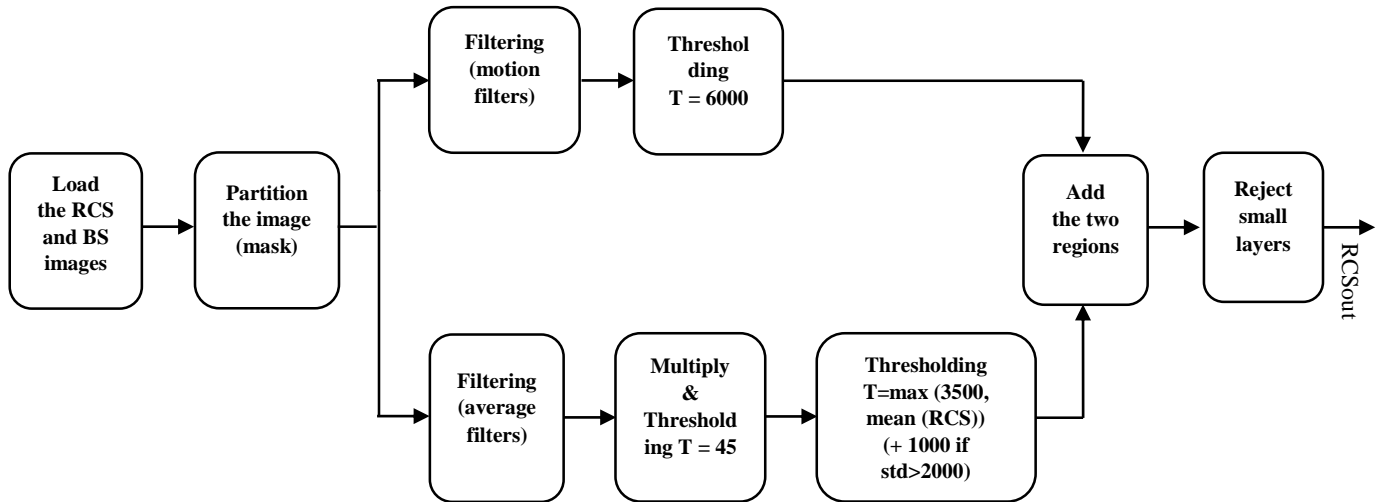 Load
the RCS
and BS
images
Partition
the image
(mask)
Filtering
(motion
filters)
Threshol
ding
T = 6000
Filtering
(average
filters)
Multiply
&
Threshold
ing T = 45
Thresholding
T=max (3500,
mean (RCS))
(+ 1000 if
std>2000)
Add
the two
regions
Reject
small
layers
RCSout